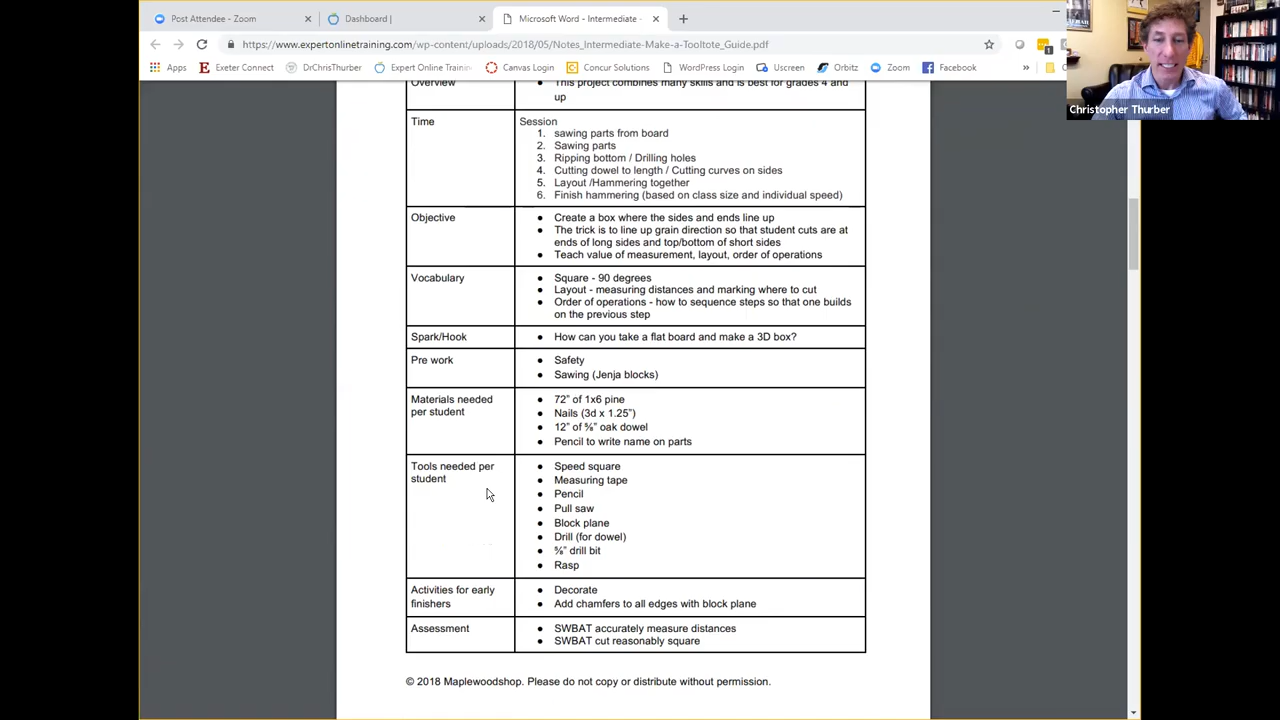 Post Attendee - Zoom
Dashboard |
Microsoft Word - Intermediate -
https://www.expertonlinetraining.com/wp-content/uploads/2018/05/Notes_Intermediate-Make-a-Tooltote_Guide.pdf
Apps
Exeter Connect
DrChrisThurber
Expert Online Trainin
Canvas Login
Concur Solutions
WordPress Login
Uscreen
Orbitz
Zoom
Facebook
Christopher Thurber
Overview
This project combines many skills and is best for grades 4 and
up
Time
Session
1. sawing parts from board
2. Sawing parts
3. Ripping bottom / Drilling holes
4. Cutting dowel to length / Cutting curves on sides
5. Layout /Hammering together
6. Finish hammering (based on class size and individual speed)
Objective
● Create a box where the sides and ends line up
● The trick is to line up grain direction so that student cuts are at
ends of long sides and top/bottom of short sides
● Teach value of measurement, layout, order of operations
Vocabulary
● Square - 90 degrees
● Layout - measuring distances and marking where to cut
● Order of operations - how to sequence steps so that one builds
on the previous step
Spark/Hook
● How can you take a flat board and make a 3D box?
Pre work
● Safety
● Sawing (Jenja blocks)
Materials needed
per student
● 72” of 1x6 pine
● Nails (3d x 1.25”)
● 12” of ⅝” oak dowel
● Pencil to write name on parts
Tools needed per
student
● Speed square
● Measuring tape
● Pencil
● Pull saw
● Block plane
● Drill (for dowel)
● ⅝” drill bit
● Rasp
Activities for early
finishers
● Decorate
● Add chamfers to all edges with block plane
Assessment
● SWBAT accurately measure distances
● SWBAT cut reasonably square
© 2018 Maplewoodshop. Please do not copy or distribute without permission.